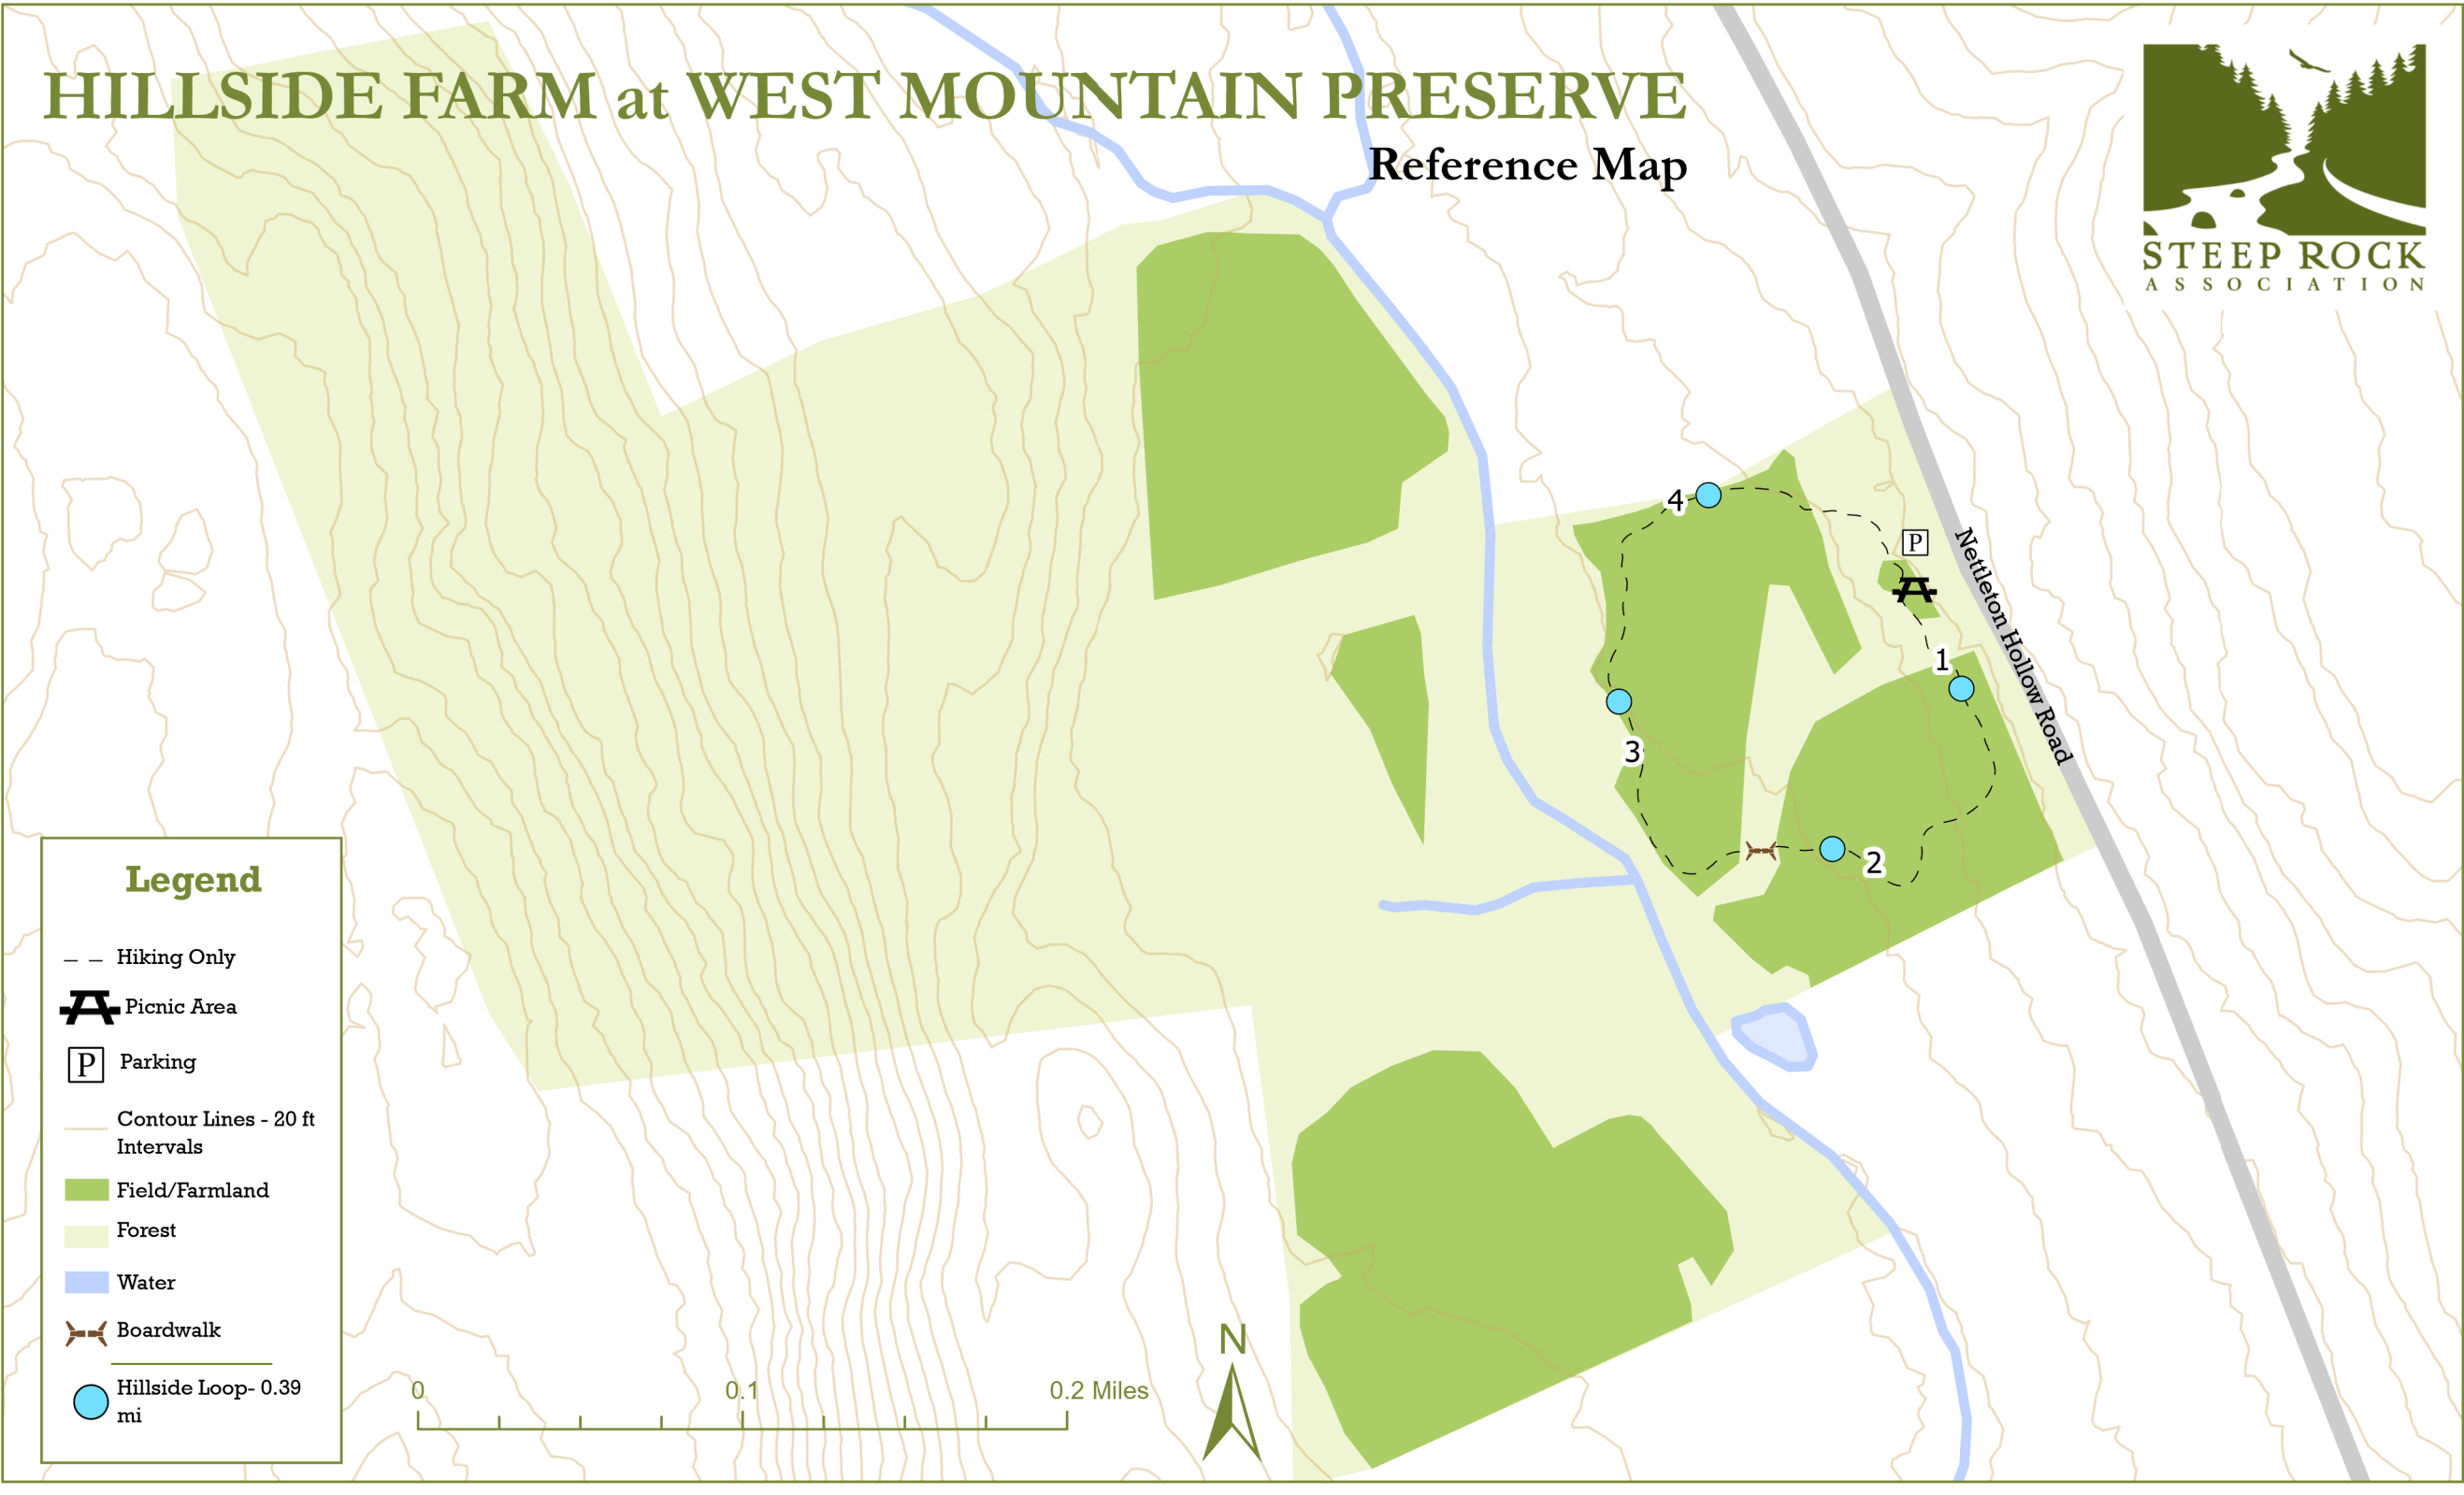 HILLSIDE FARM at WEST MOUNTAIN PRESERVE
Reference Map
STEEP ROCK
ASSOCIATION
4
P
Nettleton Hollow Road
1
3
2
Legend
Hiking Only
Picnic Area
P Parking
Contour Lines - 20 ft
Intervals
Field/Farmland
Forest
Water
Boardwalk
Hillside Loop- 0.39
mi
N
0 0.1 0.2 Miles